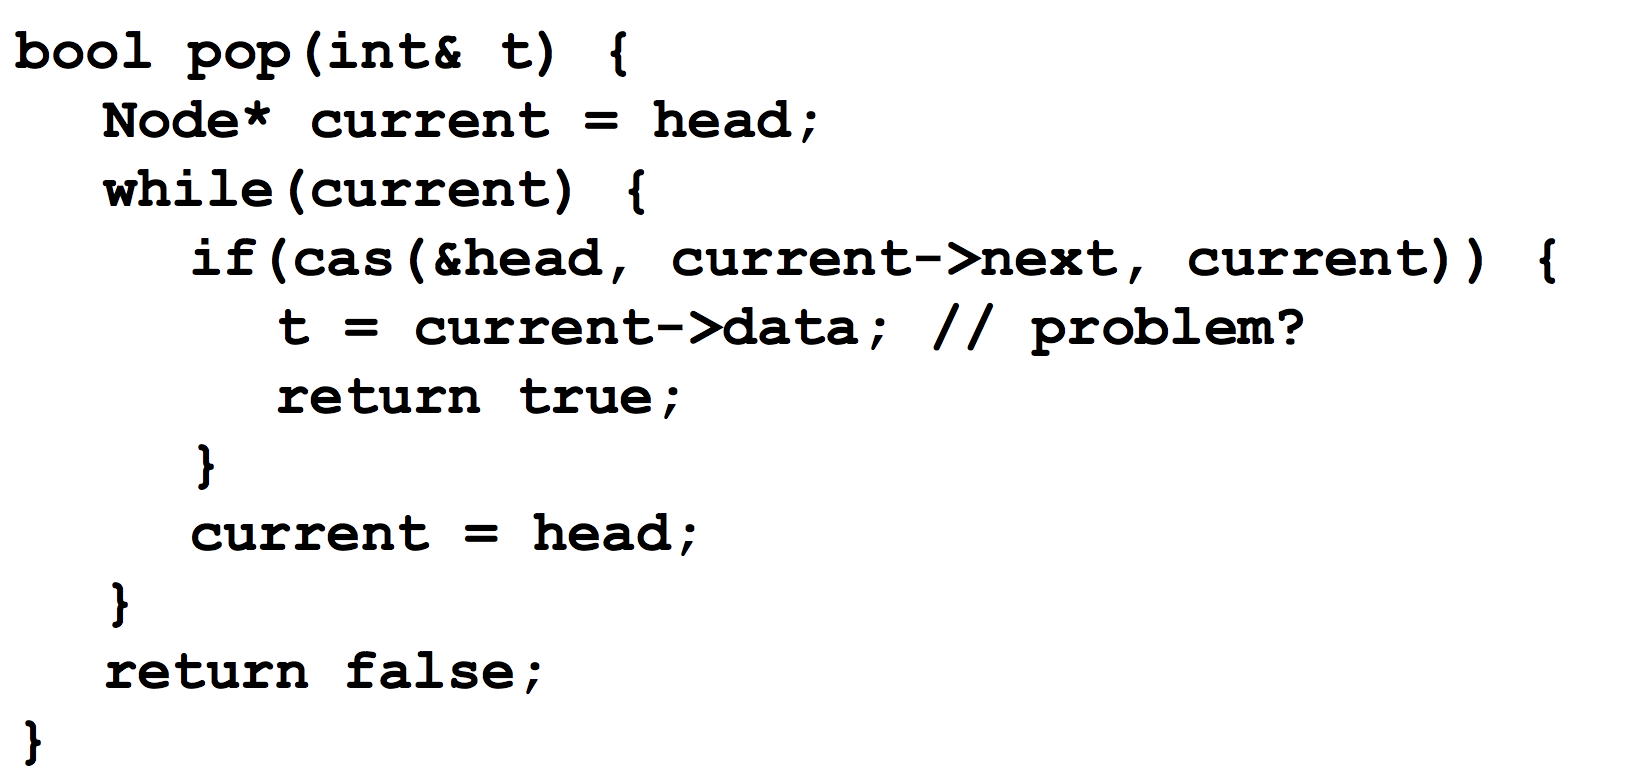 bool pop(int& t) {
   Node* current = head;
   while(current) {
      if(cas(&head, current->next, current)) {
         t = current->data; // problem?
         return true;
      }
      current = head;
   }
   return false;
}